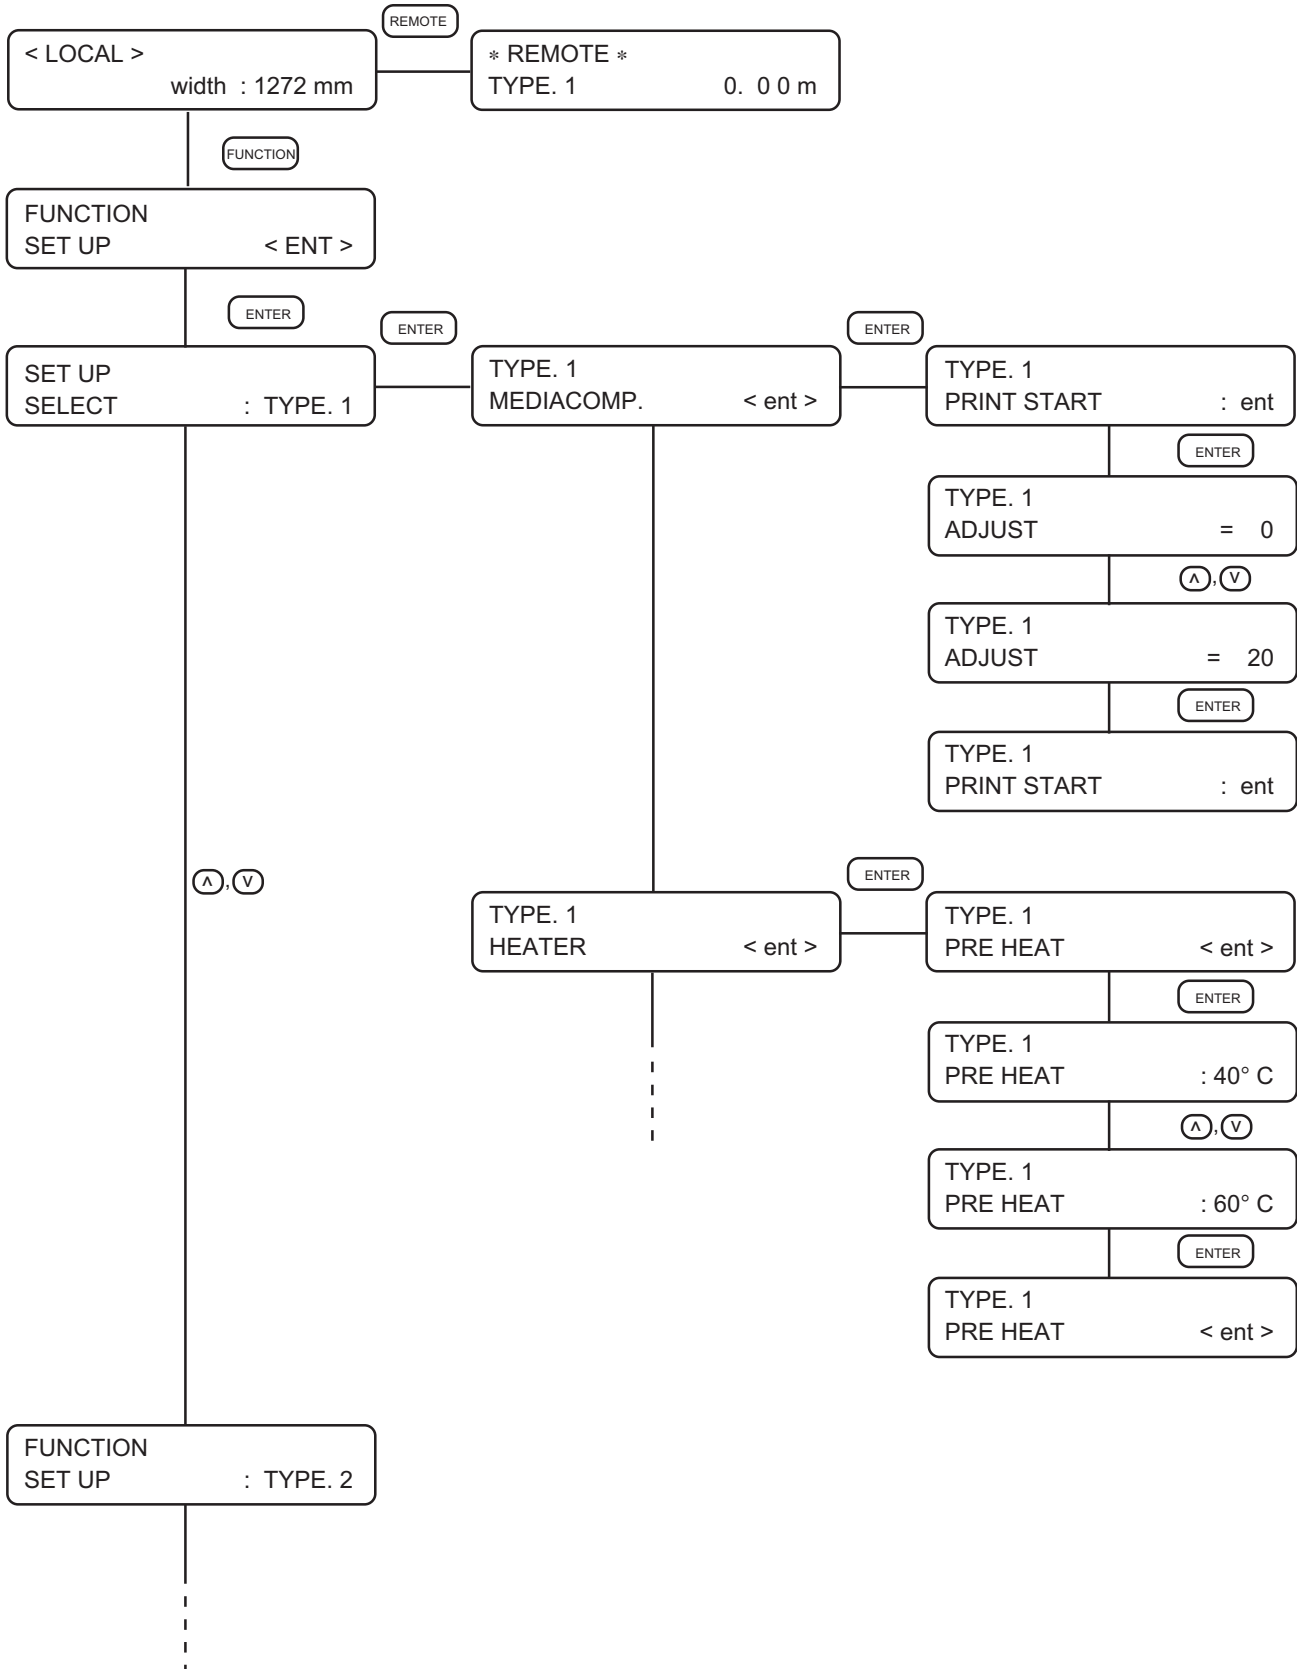 REMOTE
< LOCAL >
width : 1272 mm
* REMOTE *
TYPE. 1 0. 0 0 m
FUNCTION
FUNCTION
SET UP < ENT >
ENTER
ENTER
ENTER
SET UP
SELECT : TYPE. 1
TYPE. 1
MEDIACOMP. < ent >
TYPE. 1
PRINT START : ent
ENTER
TYPE. 1
ADJUST = 0
∧, ∨
TYPE. 1
ADJUST = 20
ENTER
TYPE. 1
PRINT START : ent
∧, ∨
ENTER
TYPE. 1
HEATER < ent >
TYPE. 1
PRE HEAT < ent >
ENTER
TYPE. 1
PRE HEAT : 40° C
∧, ∨
TYPE. 1
PRE HEAT : 60° C
ENTER
TYPE. 1
PRE HEAT < ent >
FUNCTION
SET UP : TYPE. 2